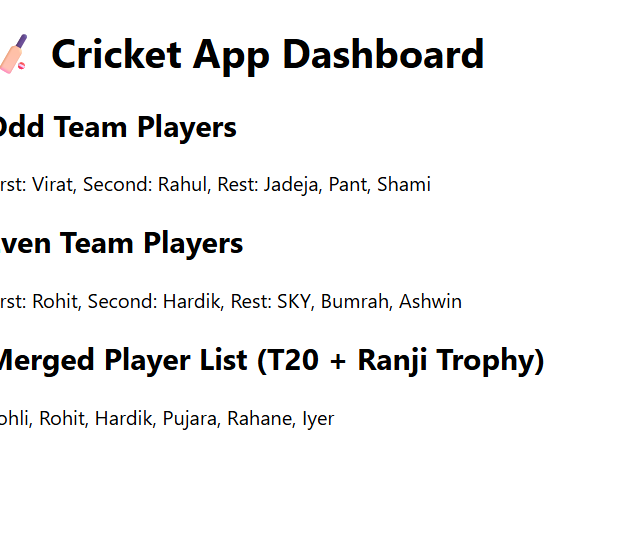 Cricket App Dashboard
Odd Team Players
rst: Virat, Second: Rahul, Rest: Jadeja, Pant, Shami
ven Team Players
rst: Rohit, Second: Hardik, Rest: SKY, Bumrah, Ashwin
Merged Player List (T20 + Ranji Trophy)
ohli, Rohit, Hardik, Pujara, Rahane, Iyer